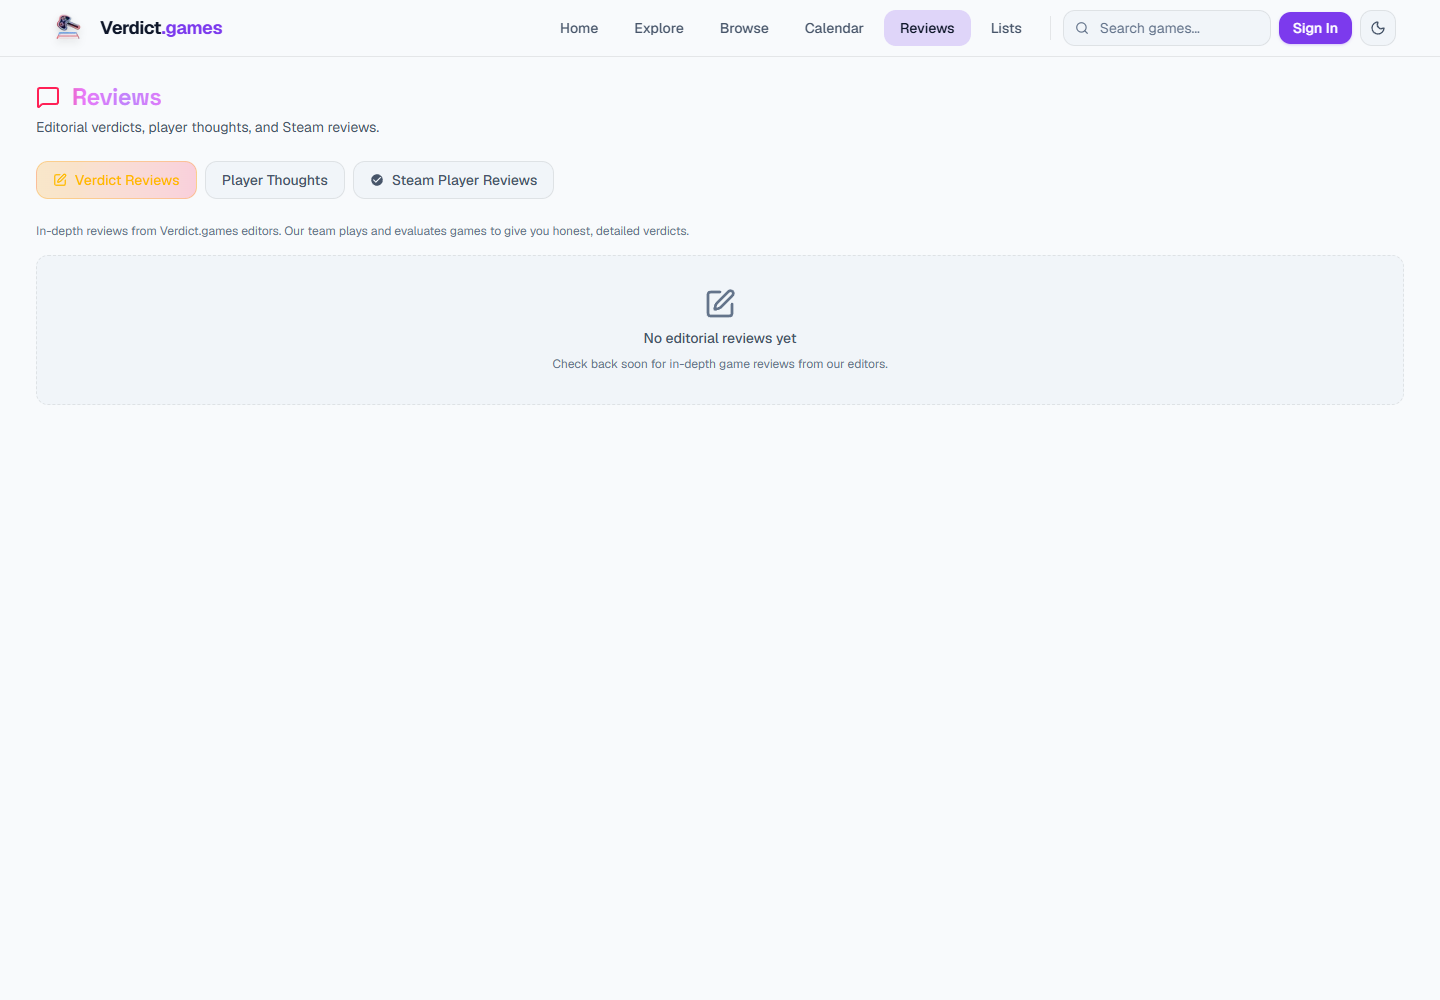 Verdict.games
Home Explore Browse Calendar Reviews Lists Search games... Sign In
Reviews
Editorial verdicts, player thoughts, and Steam reviews.
Verdict Reviews Player Thoughts Steam Player Reviews
In-depth reviews from Verdict.games editors. Our team plays and evaluates games to give you honest, detailed verdicts.
No editorial reviews yet
Check back soon for in-depth game reviews from our editors.